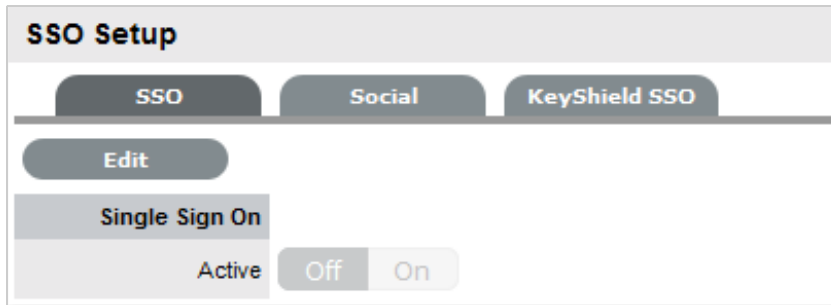 SSO Setup
SSO Social KeyShield SSO
Edit
Single Sign On
Active Off On